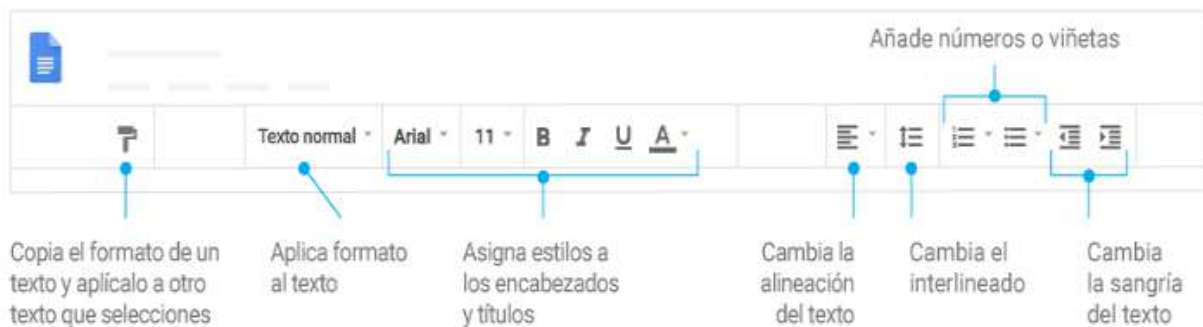 Añade números o viñetas
Texto normal Arial 11 B I U A
Copia el formato de un
texto y aplícalo a otro
texto que selecciones
Aplica formato
al texto
Asigna estilos a
los encabezados
y títulos
Cambia la
alineación
del texto
Cambia el
interlineado
Cambia
la sangría
del texto